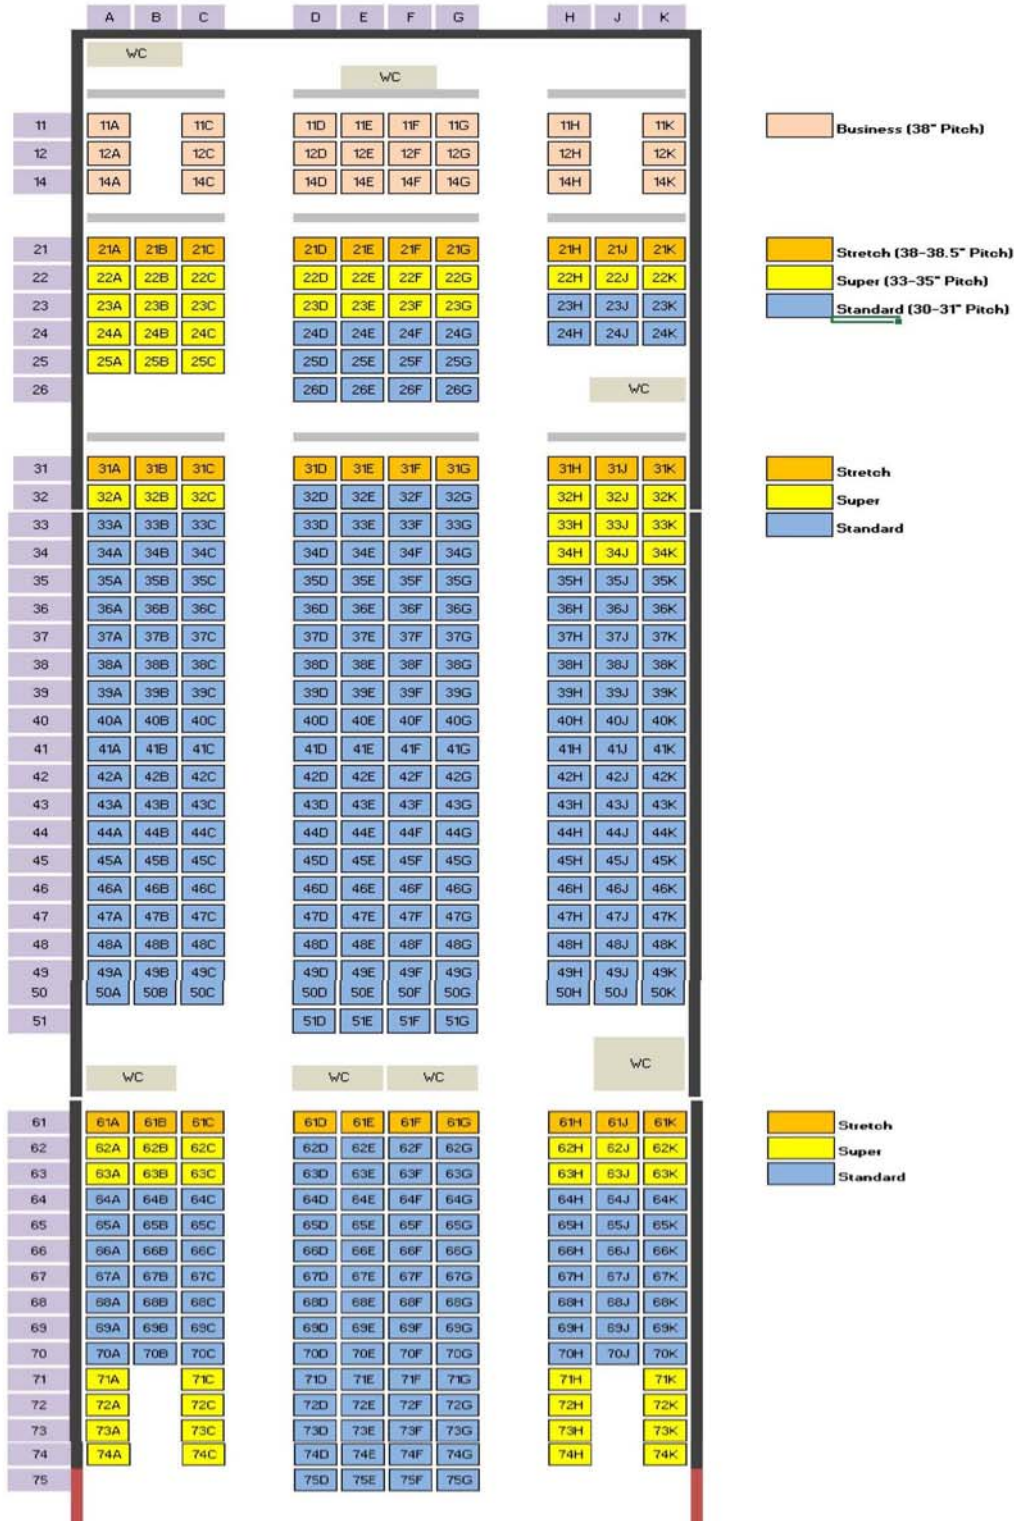 A B C D E F G H J K
WC
WC
11 11A 11C 11D 11E 11F 11G 11H 11K Business (38" Pitch)
12 12A 12C 12D 12E 12F 12G 12H 12K
14 14A 14C 14D 14E 14F 14G 14H 14K
21 21A 21B 21C 21D 21E 21F 21G 21H 21J 21K Stretch (38-38.5" Pitch)
22 22A 22B 22C 22D 22E 22F 22G 22H 22J 22K Super (33-35" Pitch)
23 23A 23B 23C 23D 23E 23F 23G 23H 23J 23K Standard (30-31" Pitch)
24 24A 24B 24C 24D 24E 24F 24G 24H 24J 24K
25 25A 25B 25C 25D 25E 25F 25G
26 26D 26E 26F 26G WC
31 31A 31B 31C 31D 31E 31F 31G 31H 31J 31K Stretch
32 32A 32B 32C 32D 32E 32F 32G 32H 32J 32K Super
33 33A 33B 33C 33D 33E 33F 33G 33H 33J 33K Standard
34 34A 34B 34C 34D 34E 34F 34G 34H 34J 34K
35 35A 35B 35C 35D 35E 35F 35G 35H 35J 35K
36 36A 36B 36C 36D 36E 36F 36G 36H 36J 36K
37 37A 37B 37C 37D 37E 37F 37G 37H 37J 37K
38 38A 38B 38C 38D 38E 38F 38G 38H 38J 38K
39 39A 39B 39C 39D 39E 39F 39G 39H 39J 39K
40 40A 40B 40C 40D 40E 40F 40G 40H 40J 40K
41 41A 41B 41C 41D 41E 41F 41G 41H 41J 41K
42 42A 42B 42C 42D 42E 42F 42G 42H 42J 42K
43 43A 43B 43C 43D 43E 43F 43G 43H 43J 43K
44 44A 44B 44C 44D 44E 44F 44G 44H 44J 44K
45 45A 45B 45C 45D 45E 45F 45G 45H 45J 45K
46 46A 46B 46C 46D 46E 46F 46G 46H 46J 46K
47 47A 47B 47C 47D 47E 47F 47G 47H 47J 47K
48 48A 48B 48C 48D 48E 48F 48G 48H 48J 48K
49 49A 49B 49C 49D 49E 49F 49G 49H 49J 49K
50 50A 50B 50C 50D 50E 50F 50G 50H 50J 50K
51 51D 51E 51F 51G
WC
WC WC WC
61 61A 61B 61C 61D 61E 61F 61G 61H 61J 61K Stretch
62 62A 62B 62C 62D 62E 62F 62G 62H 62J 62K Super
63 63A 63B 63C 63D 63E 63F 63G 63H 63J 63K Standard
64 64A 64B 64C 64D 64E 64F 64G 64H 64J 64K
65 65A 65B 65C 65D 65E 65F 65G 65H 65J 65K
66 66A 66B 66C 66D 66E 66F 66G 66H 66J 66K
67 67A 67B 67C 67D 67E 67F 67G 67H 67J 67K
68 68A 68B 68C 68D 68E 68F 68G 68H 68J 68K
69 69A 69B 69C 69D 69E 69F 69G 69H 69J 69K
70 70A 70B 70C 70D 70E 70F 70G 70H 70J 70K
71 71A 71C 71D 71E 71F 71G 71H 71K
72 72A 72C 72D 72E 72F 72G 72H 72K
73 73A 73C 73D 73E 73F 73G 73H 73K
74 74A 74C 74D 74E 74F 74G 74H 74K
75 75D 75E 75F 75G